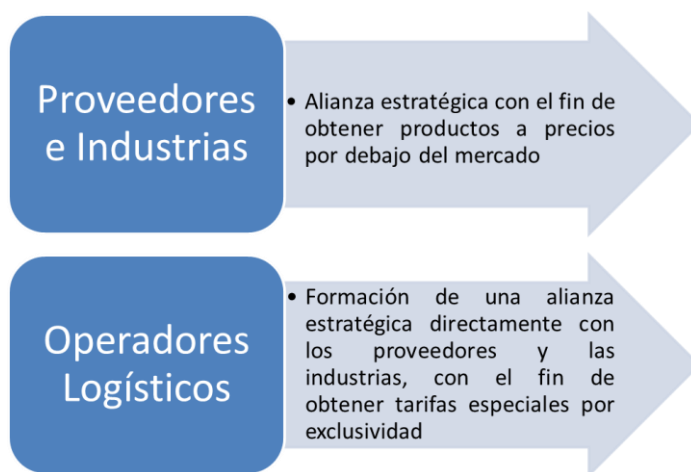 Proveedores
e Industrias
• Alianza estratégica con el fin de
obtener productos a precios
por debajo del mercado
Operadores
Logísticos
• Formación de una alianza
estratégica directamente con
los proveedores y las
industrias, con el fin de
obtener tarifas especiales por
exclusividad